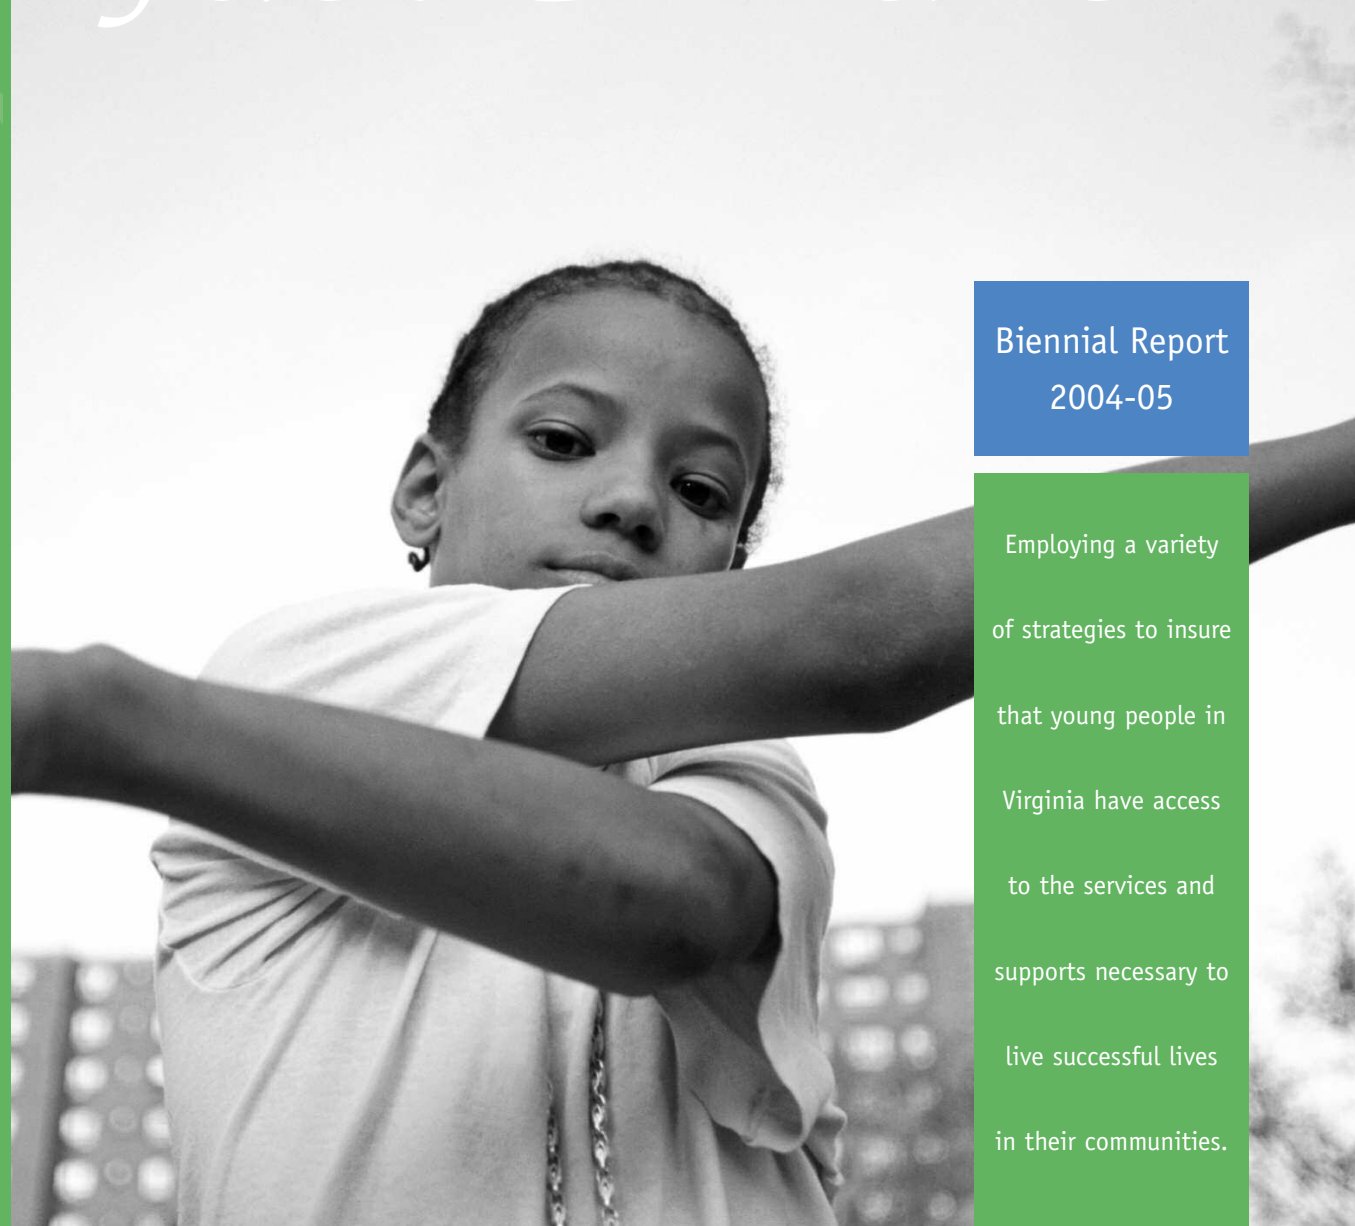 Biennial Report
2004-05
Employing a variety
of strategies to insure
that young people in
Virginia have access
to the services and
supports necessary to
live successful lives
in their communities.